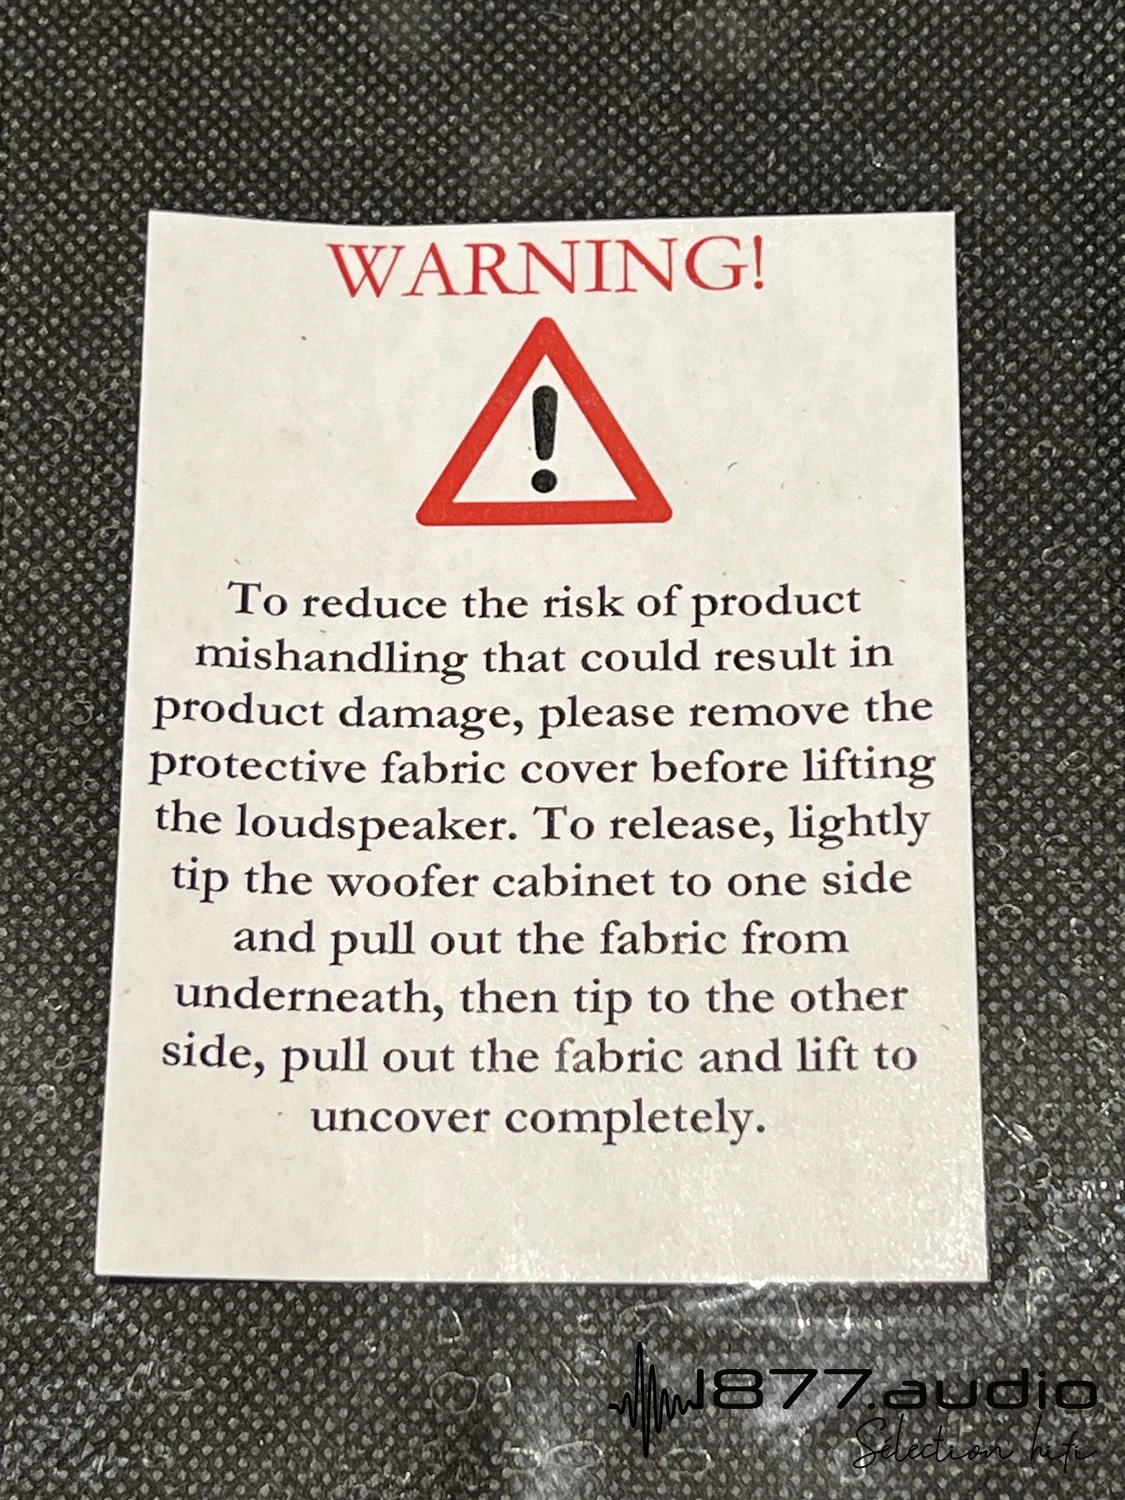 WARNING!
To reduce the risk of product
mishandling that could result in
product damage, please remove the
protective fabric cover before lifting
the loudspeaker. To release, lightly
tip the woofer cabinet to one side
and pull out the fabric from
underneath, then tip to the other
side, pull out the fabric and lift to
uncover completely.
1877.audio
Sélection hifi